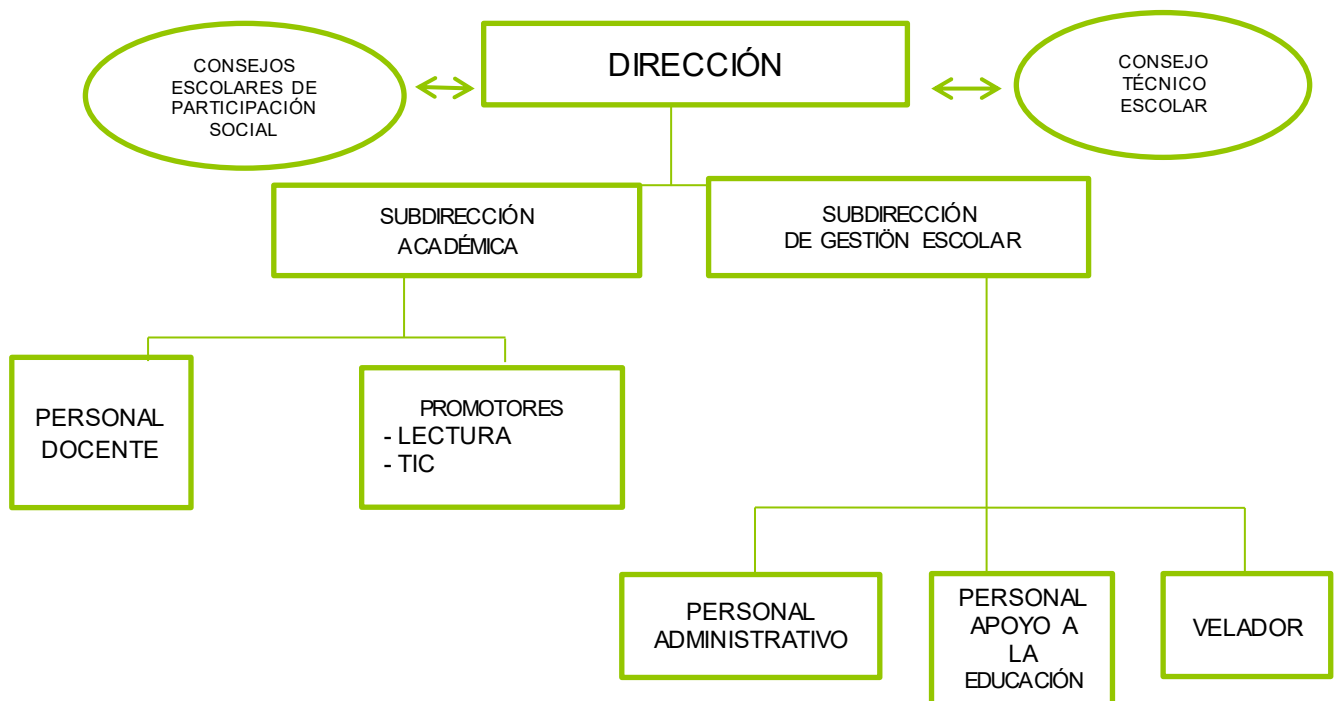 CONSEJOS
ESCOLARES DE
PARTICIPACIÓN
SOCIAL
DIRECCIÓN
CONSEJO
TÉCNICO
ESCOLAR
SUBDIRECCIÓN
ACADÉMICA
SUBDIRECCIÓN
DE GESTIÖN ESCOLAR
PERSONAL
DOCENTE
PROMOTORES
- LECTURA
- TIC
PERSONAL
ADMINISTRATIVO
PERSONAL
APOYO A
LA
EDUCACIÓN
VELADOR